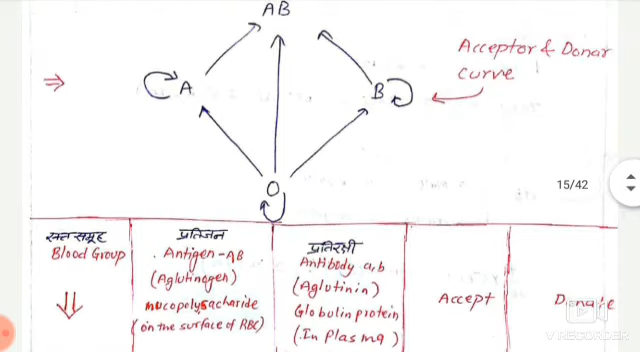 AB
Acceptor & Donar
curve
⇒ A B
O
15/42
रक्त समूह
Blood Group
प्रतिजन
Antigen-AB
(Aglutinogen)
mucopolysacharide
(on the surface of RBC)
प्रतिरक्षी
Antibody a,b
(Aglutinin)
Globulin protein
(In Plasma)
Accept
Donate
V RECORDER